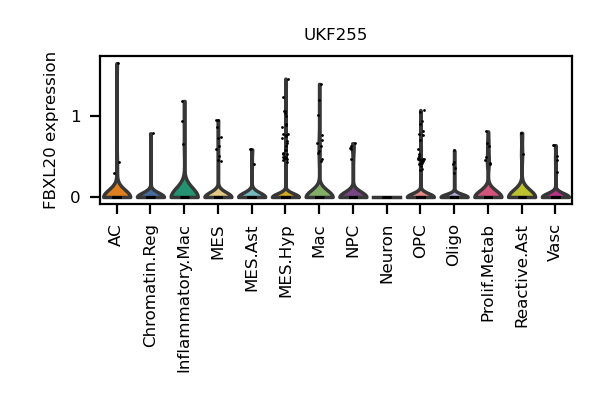 UKF255
FBXL20 expression
1
0
AC
Chromatin.Reg
Inflammatory.Mac
MES
MES.Ast
MES.Hyp
Mac
NPC
Neuron
OPC
Oligo
Prolif.Metab
Reactive.Ast
Vasc